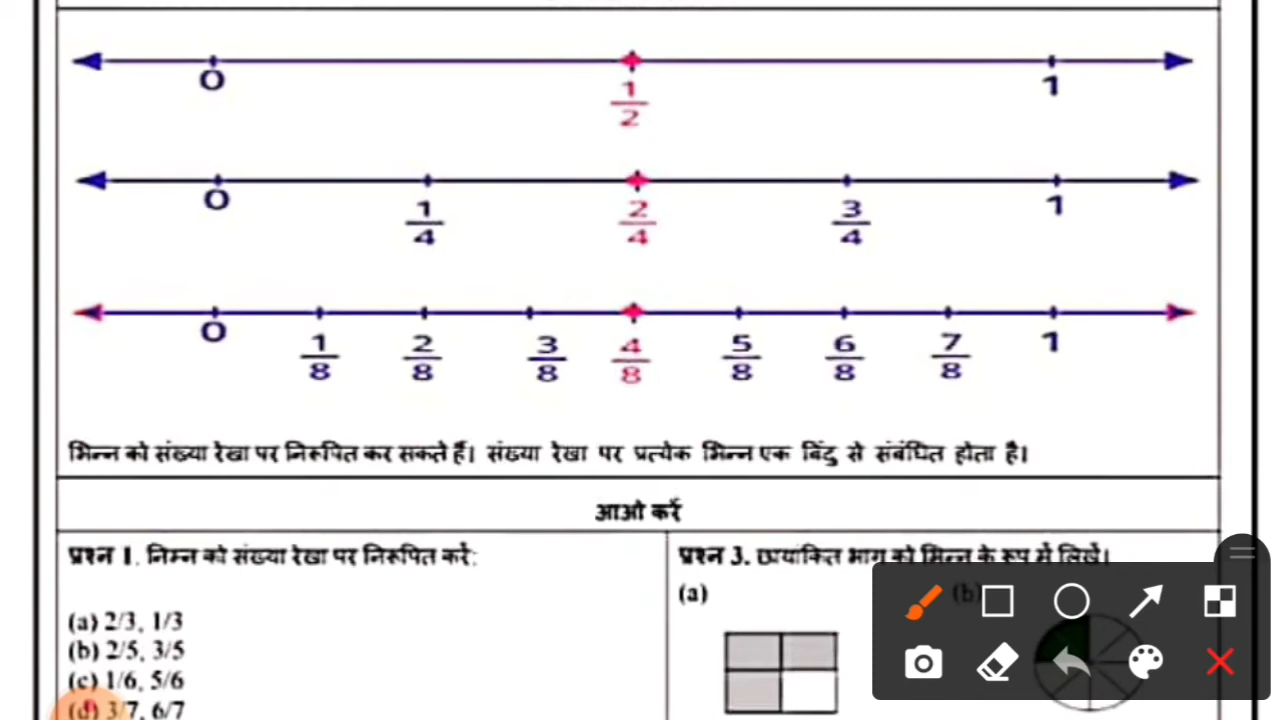 0 1/2 1
0 1/4 2/4 3/4 1
0 1/8 2/8 3/8 4/8 5/8 6/8 7/8 1
भिन्न को संख्या रेखा पर निरूपित कर सकते हैं। संख्या रेखा पर प्रत्येक भिन्न एक बिंदु से संबंधित होता है।
आओ करें
प्रश्न 1. निम्न को संख्या रेखा पर निरूपित करें:
(a) 2/3, 1/3
(b) 2/5, 3/5
(c) 1/6, 5/6
(d) 3/7, 6/7
प्रश्न 3. छायांकित भाग को भिन्न के रूप में लिखें।
(a) (b)